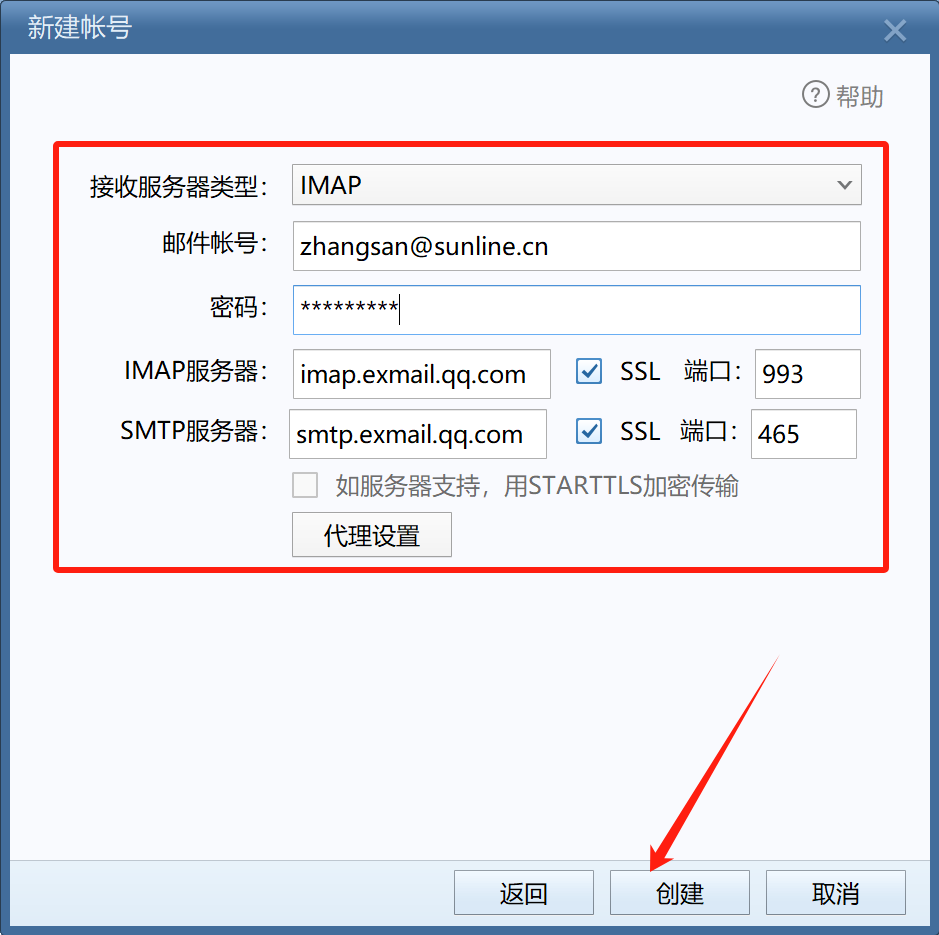 新建帐号
? 帮助
接收服务器类型: IMAP
邮件帐号: zhangsan@sunline.cn
密码: *********
IMAP服务器: imap.exmail.qq.com SSL 端口: 993
SMTP服务器: smtp.exmail.qq.com SSL 端口: 465
如服务器支持，用STARTTLS加密传输
代理设置
返回 创建 取消